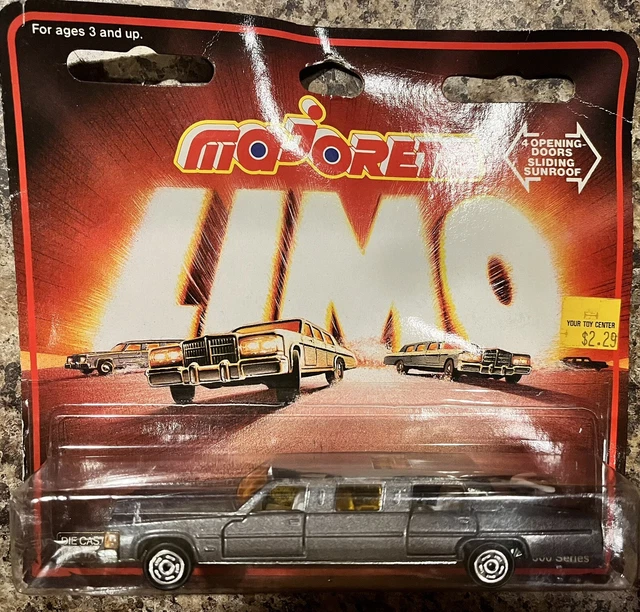 For ages 3 and up.
MAJORETTE
4 OPENING
DOORS
SLIDING
SUNROOF
LIMO
YOUR TOY CENTER
$2.29
DIE CAST
Series